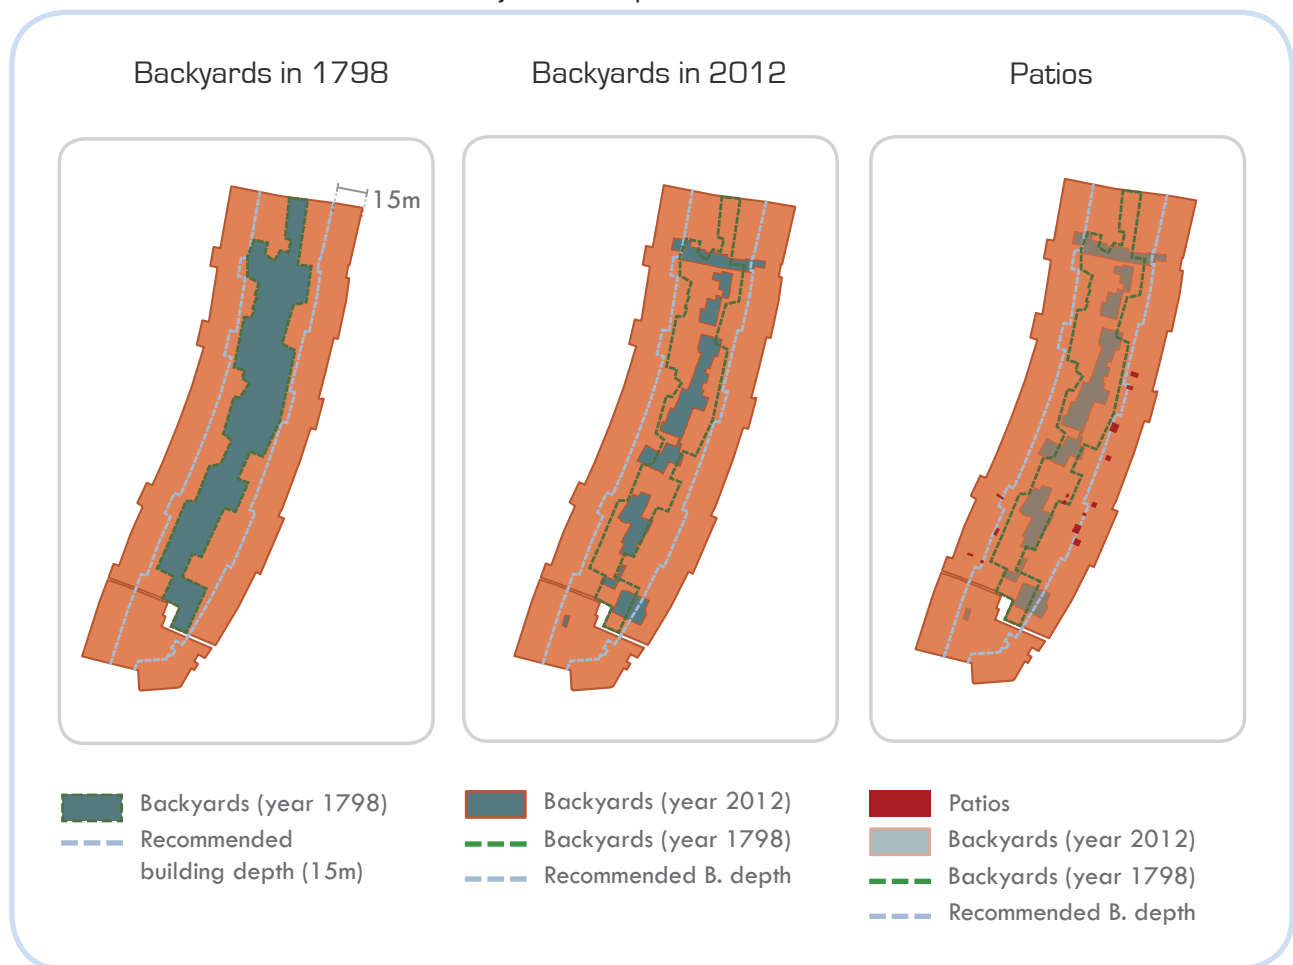 Backyards in 1798
Backyards in 2012
Patios
15m
Backyards (year 1798)
Recommended
building depth (15m)
Backyards (year 2012)
Backyards (year 1798)
Recommended B. depth
Patios
Backyards (year 2012)
Backyards (year 1798)
Recommended B. depth